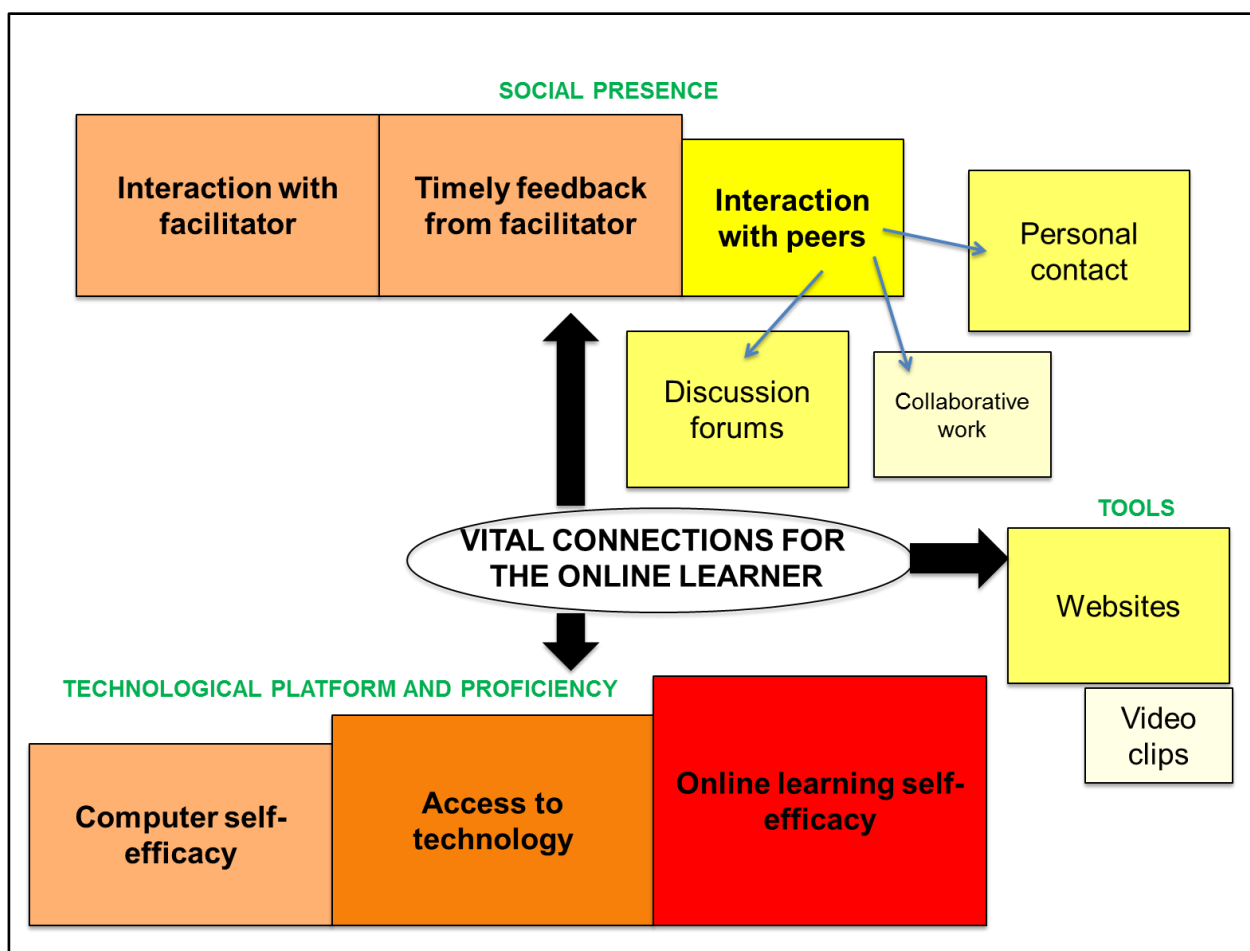 SOCIAL PRESENCE
Interaction with
facilitator
Timely feedback
from facilitator
Interaction
with peers
Personal
contact
Discussion
forums
Collaborative
work
VITAL CONNECTIONS FOR
THE ONLINE LEARNER
TOOLS
Websites
Video
clips
TECHNOLOGICAL PLATFORM AND PROFICIENCY
Computer self-
efficacy
Access to
technology
Online learning self-
efficacy